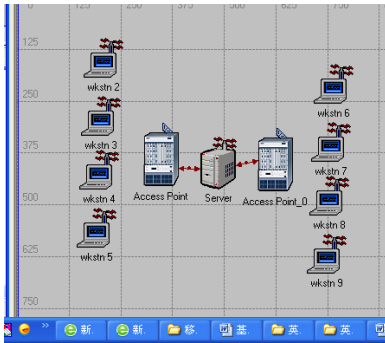 0 125 250 375 500 625 750
125
wkstn 2
wkstn 6
250
wkstn 3
375
wkstn 7
wkstn 4
Access Point
Server
Access Point_0
500
wkstn 8
wkstn 5
625
wkstn 9
750
»
新.
新.
移.
基.
英.
英.